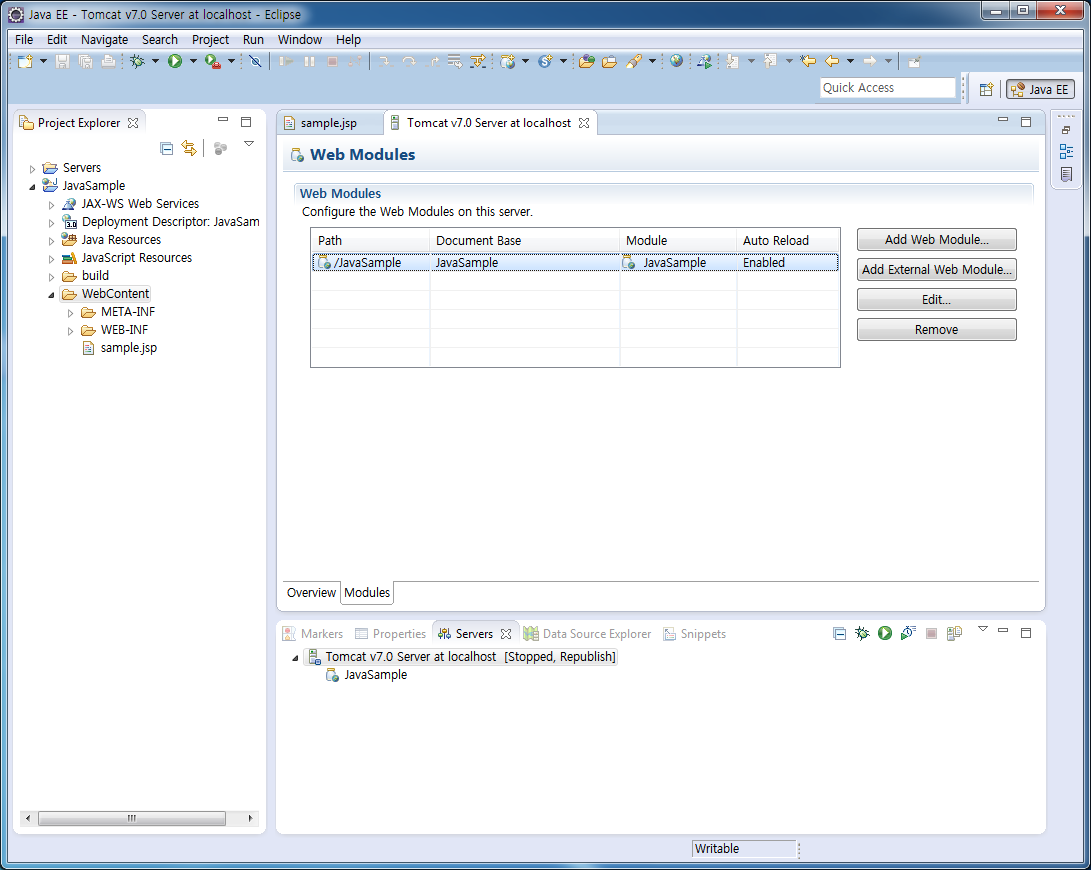 Java EE - Tomcat v7.0 Server at localhost - Eclipse
File Edit Navigate Search Project Run Window Help
Quick Access
Java EE
Project Explorer
Servers
JavaSample
JAX-WS Web Services
3.0 Deployment Descriptor: JavaSam
Java Resources
JavaScript Resources
build
WebContent
META-INF
WEB-INF
sample.jsp
sample.jsp Tomcat v7.0 Server at localhost
Web Modules
Web Modules
Configure the Web Modules on this server.
Path Document Base Module Auto Reload
/JavaSample JavaSample JavaSample Enabled
Add Web Module...
Add External Web Module...
Edit...
Remove
Overview Modules
Markers Properties Servers Data Source Explorer Snippets
Tomcat v7.0 Server at localhost [Stopped, Republish]
JavaSample
Writable